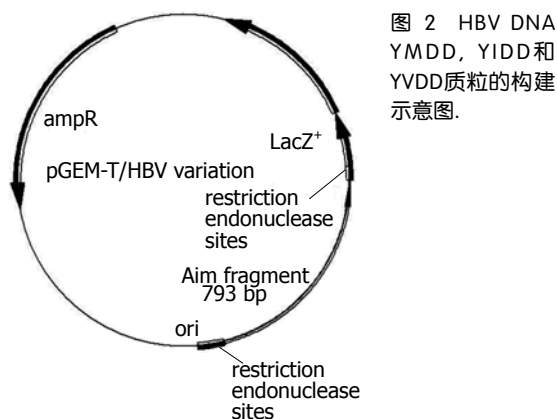 图 2 HBV DNA
YMDD, YIDD和
YVDD质粒的构建
示意图.
ampR
LacZ⁺
pGEM-T/HBV variation
restriction
endonuclease
sites
Aim fragment
793 bp
ori
restriction
endonuclease
sites